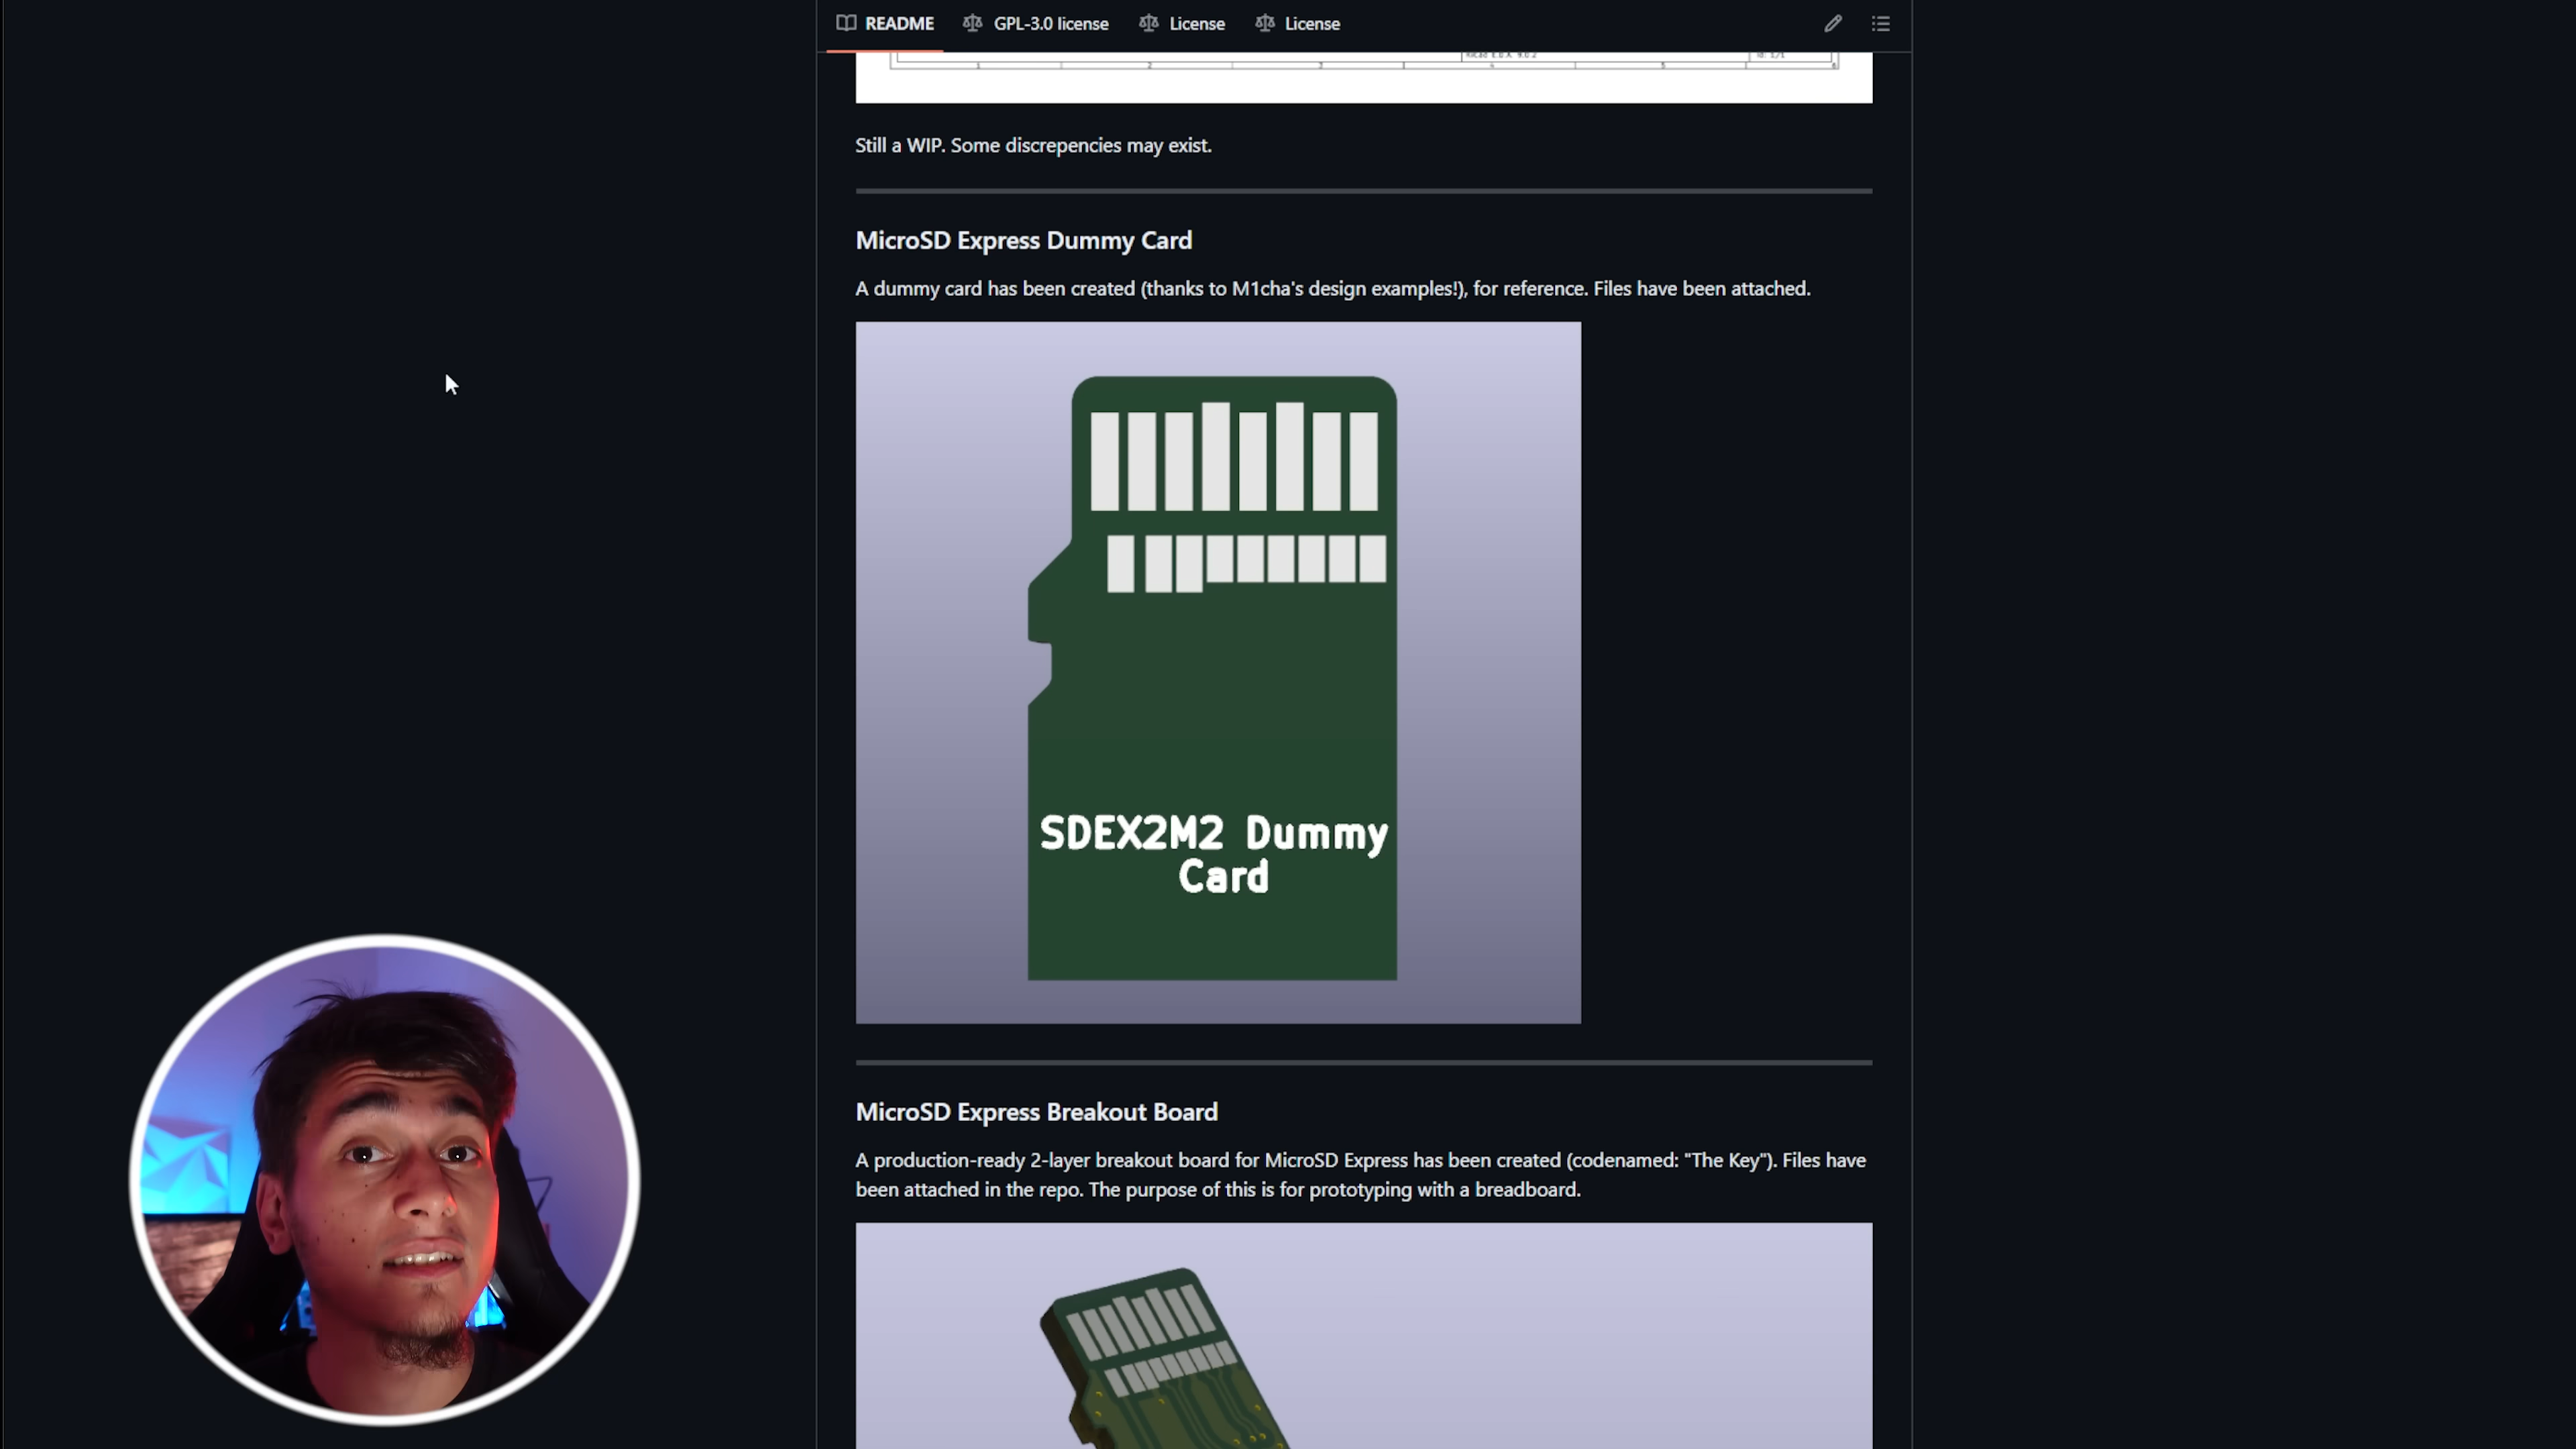 README GPL-3.0 license License License
Still a WIP. Some discrepencies may exist.
MicroSD Express Dummy Card
A dummy card has been created (thanks to M1cha's design examples!), for reference. Files have been attached.
SDEX2M2 Dummy
Card
MicroSD Express Breakout Board
A production-ready 2-layer breakout board for MicroSD Express has been created (codenamed: "The Key"). Files have
been attached in the repo. The purpose of this is for prototyping with a breadboard.